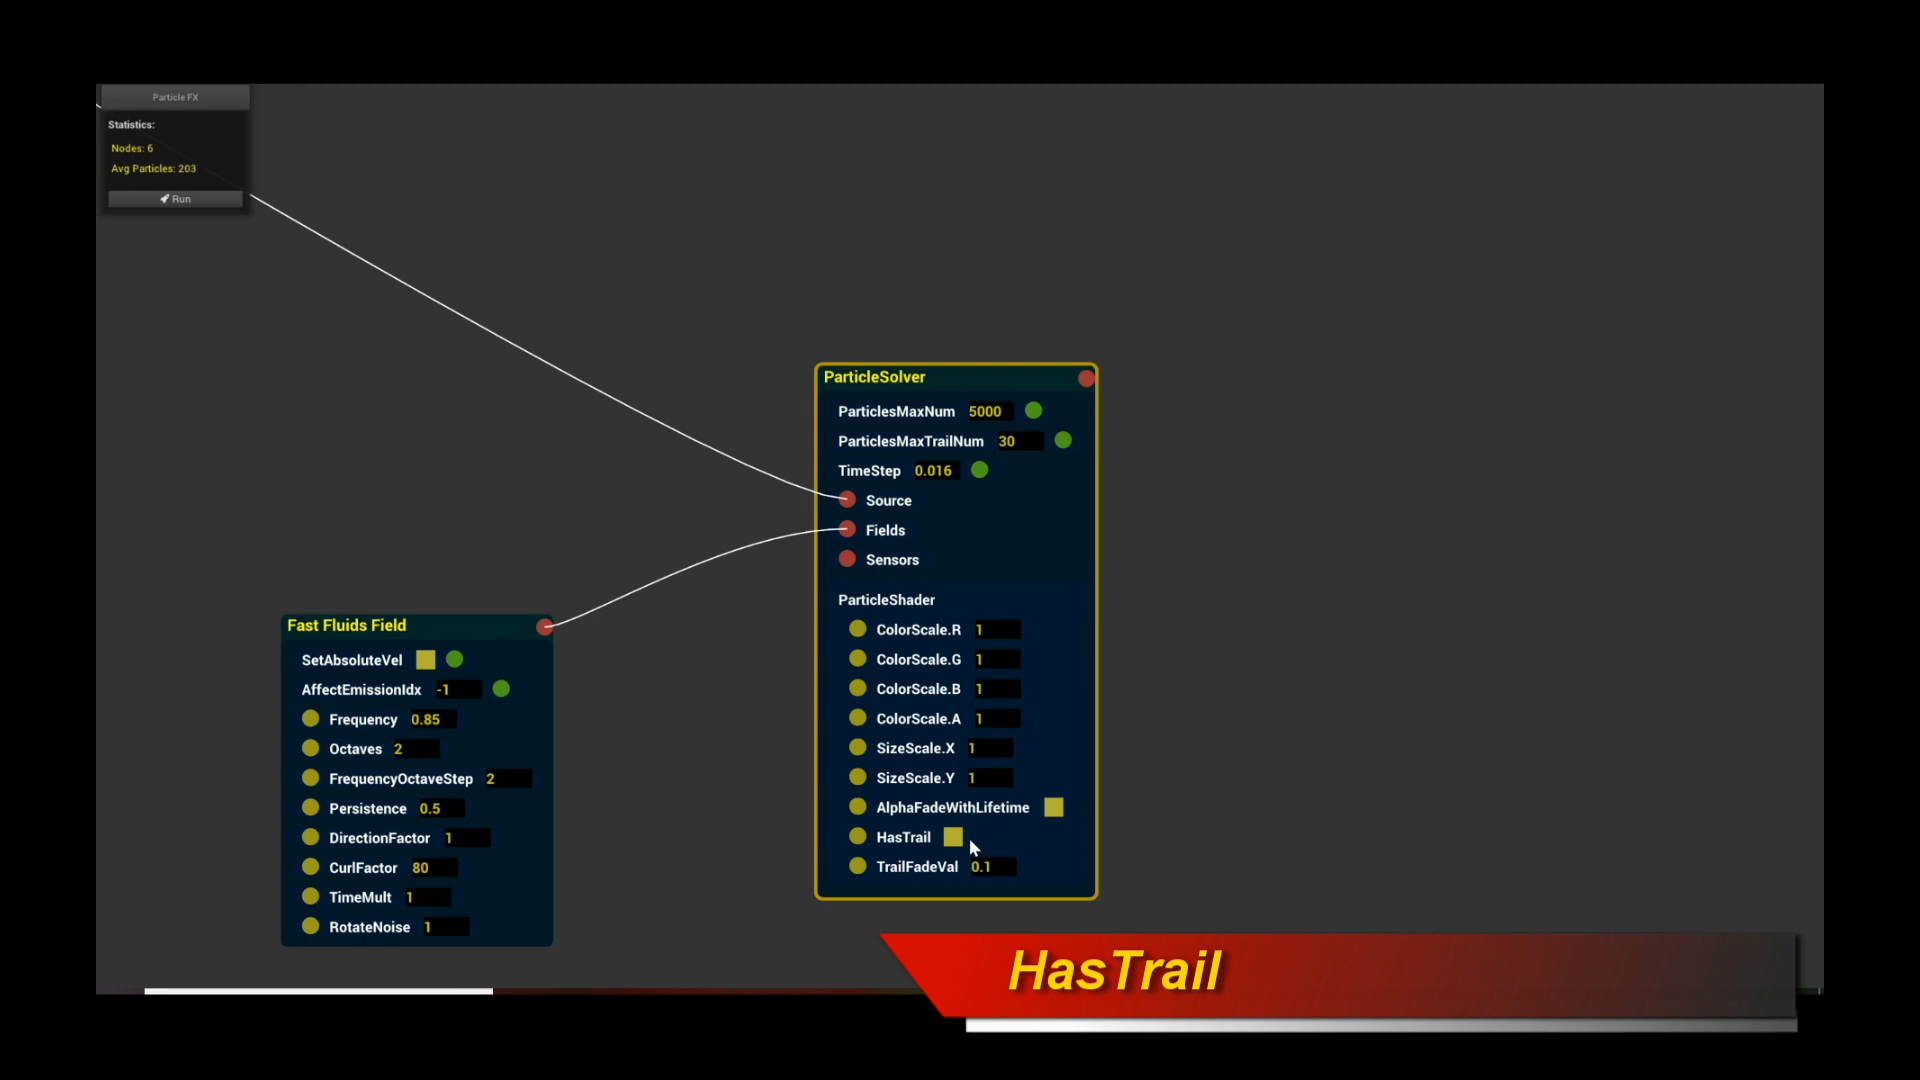 Particle FX
Statistics:
Nodes: 6
Avg Particles: 203
Run
ParticleSolver
ParticlesMaxNum 5000
ParticlesMaxTrailNum 30
TimeStep 0.016
Source
Fields
Sensors
ParticleShader
ColorScale.R 1
ColorScale.G 1
ColorScale.B 1
ColorScale.A 1
SizeScale.X 1
SizeScale.Y 1
AlphaFadeWithLifetime
HasTrail
TrailFadeVal 0.1
Fast Fluids Field
SetAbsoluteVel
AffectEmissionIdx -1
Frequency 0.85
Octaves 2
FrequencyOctaveStep 2
Persistence 0.5
DirectionFactor 1
CurlFactor 80
TimeMult 1
RotateNoise 1
HasTrail